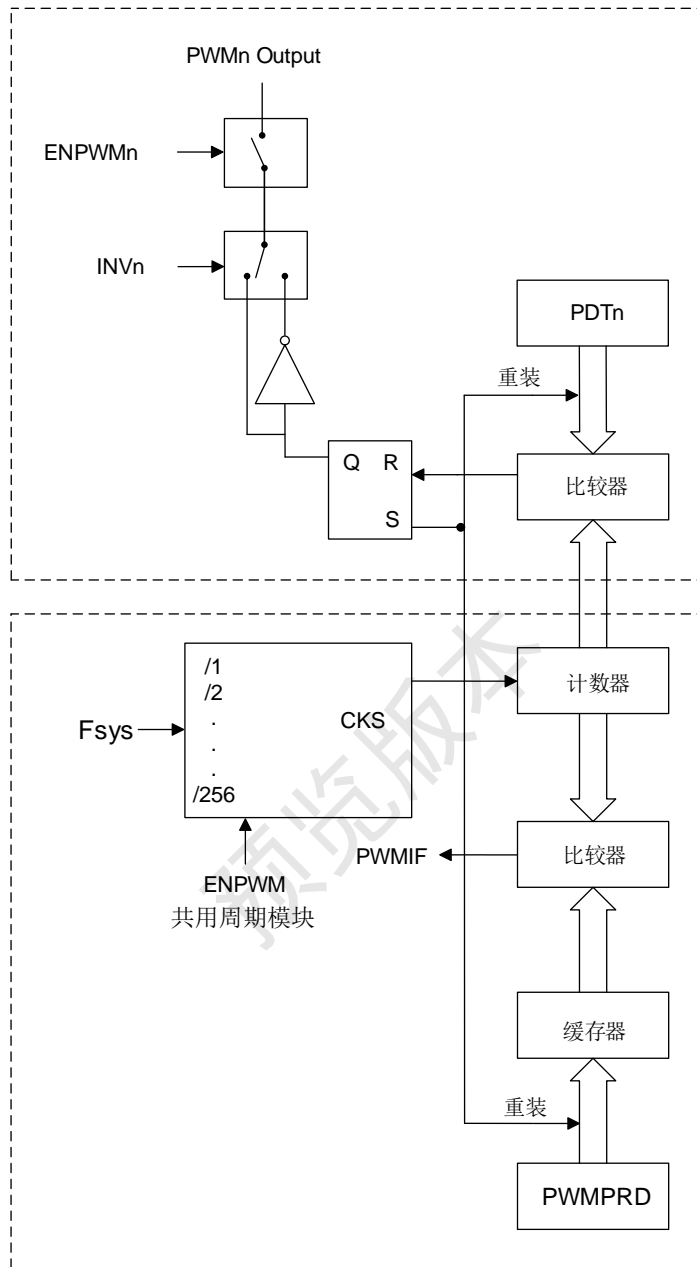 PWMn Output
ENPWMn
INVn
PDTn
重装
Q R
S
比较器
/1
/2
.
.
.
/256
CKS
Fsys
计数器
比较器
PWMIF
ENPWM
共用周期模块
缓存器
重装
PWMPRD
预览版本